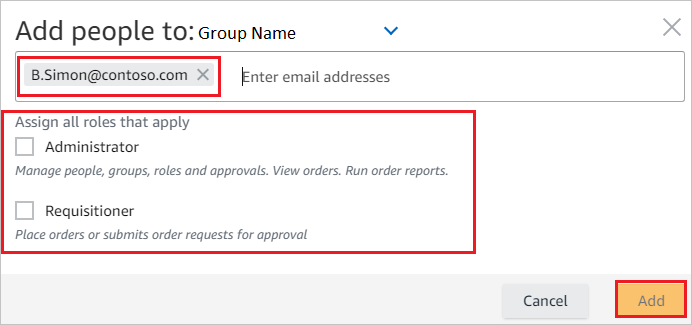 Add people to: Group Name
B.Simon@contoso.com Enter email addresses
Assign all roles that apply
Administrator
Manage people, groups, roles and approvals. View orders. Run order reports.
Requisitioner
Place orders or submits order requests for approval
Cancel Add